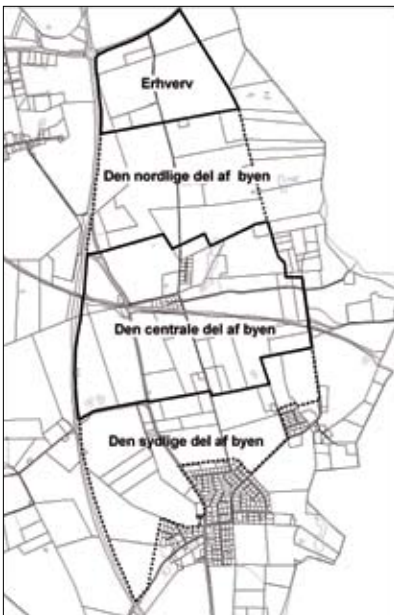 Erhverv
Den nordlige del af byen
Den centrale del af byen
Den sydlige del af byen